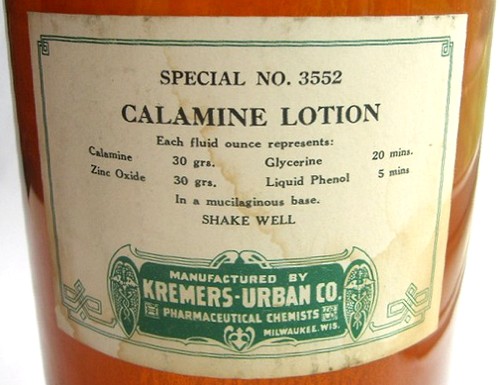 SPECIAL NO. 3552
CALAMINE LOTION
Each fluid ounce represents:
Calamine 30 grs. Glycerine 20 mins.
Zinc Oxide 30 grs. Liquid Phenol 5 mins
In a mucilaginous base.
SHAKE WELL
MANUFACTURED BY
KREMERS-URBAN CO.
PHARMACEUTICAL CHEMISTS
MILWAUKEE, WIS.